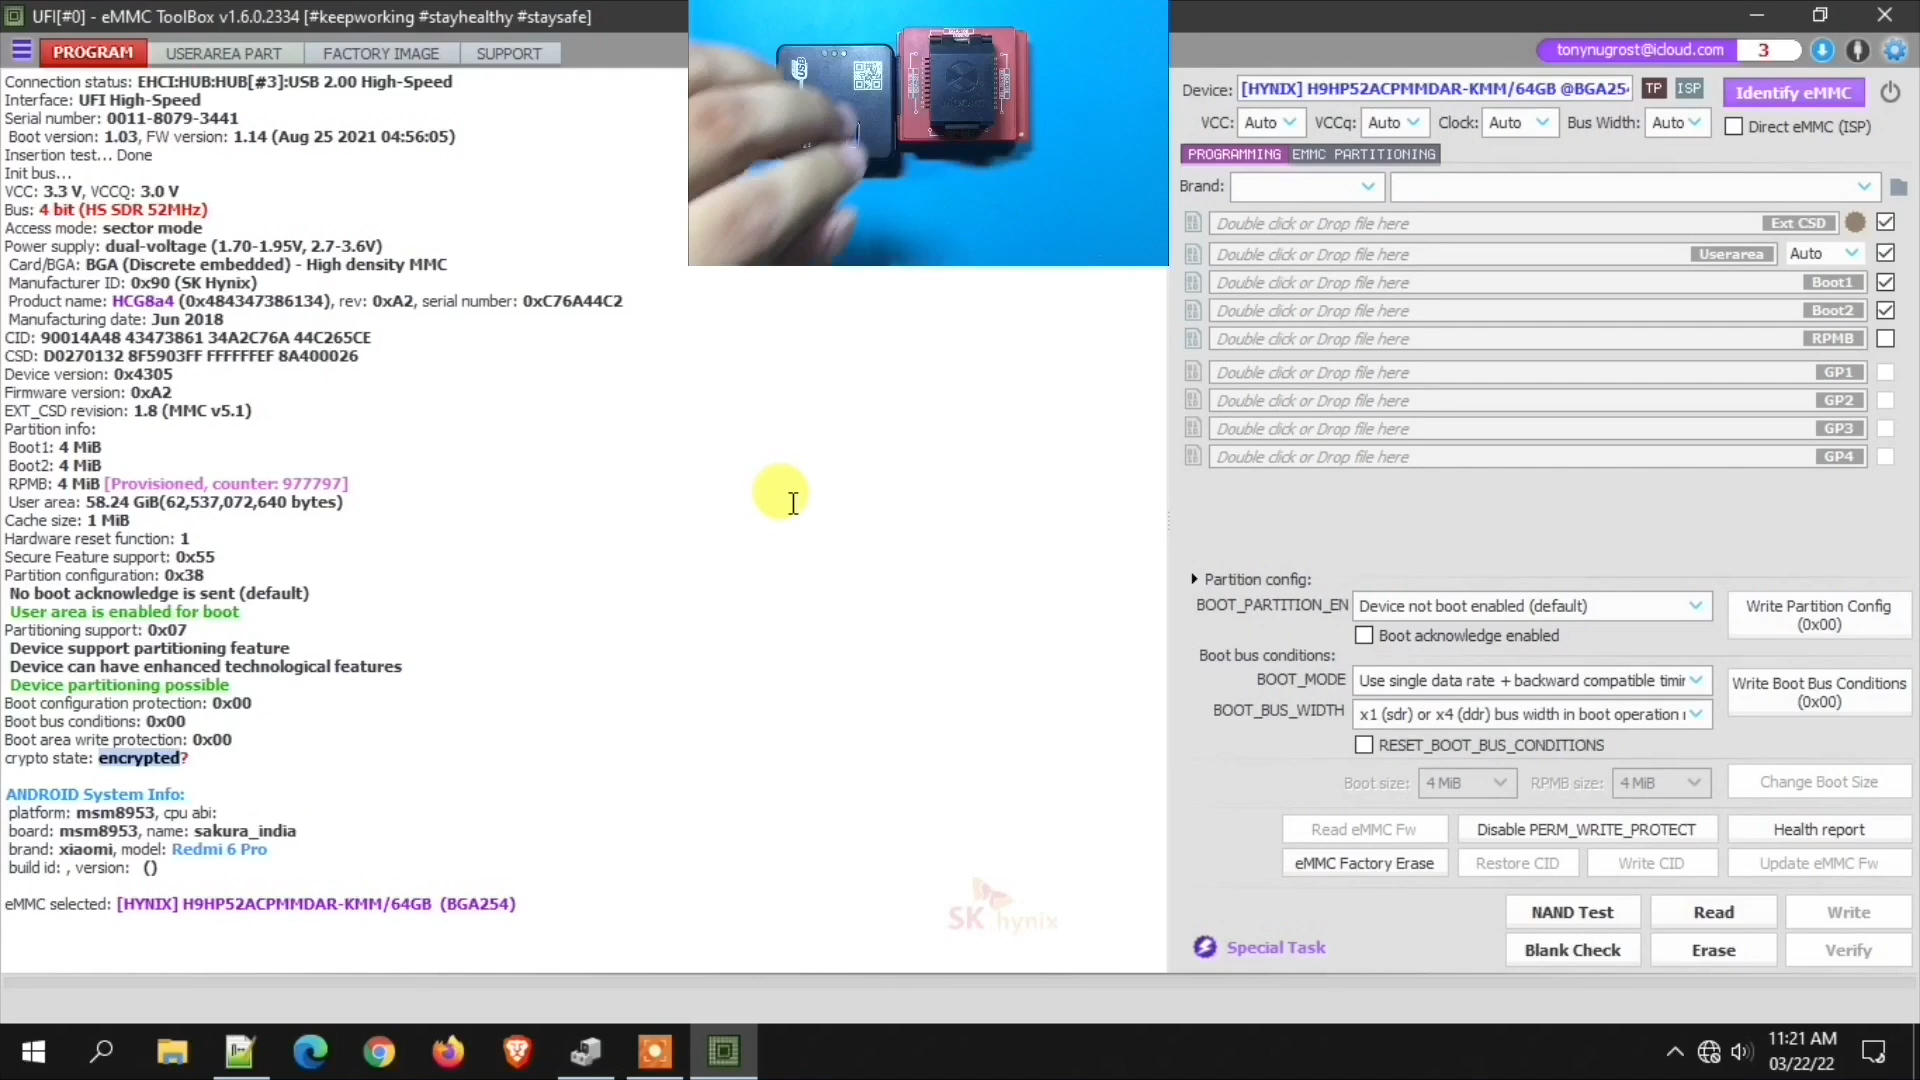 UFI[#0] - eMMC ToolBox v1.6.0.2334 [#keepworking #stayhealthy #staysafe]
PROGRAM USERAREA PART FACTORY IMAGE SUPPORT
tonynugrost@icloud.com 3
Connection status: EHCI:HUB:HUB[#3]:USB 2.00 High-Speed
Interface: UFI High-Speed
Serial number: 0011-8079-3441
Boot version: 1.03, FW version: 1.14 (Aug 25 2021 04:56:05)
Insertion test... Done
Init bus...
VCC: 3.3 V, VCCQ: 3.0 V
Bus: 4 bit (HS SDR 52MHz)
Access mode: sector mode
Power supply: dual-voltage (1.70-1.95V, 2.7-3.6V)
Card/BGA: BGA (Discrete embedded) - High density MMC
Manufacturer ID: 0x90 (SK Hynix)
Product name: HCG8a4 (0x484347386134), rev: 0xA2, serial number: 0xC76A44C2
Manufacturing date: Jun 2018
CID: 90014A48 43473861 34A2C76A 44C265CE
CSD: D0270132 8F5903FF FFFFFFEF 8A400026
Device version: 0x4305
Firmware version: 0xA2
EXT_CSD revision: 1.8 (MMC v5.1)
Partition info:
Boot1: 4 MiB
Boot2: 4 MiB
RPMB: 4 MiB [Provisioned, counter: 977797]
User area: 58.24 GiB(62,537,072,640 bytes)
Cache size: 1 MiB
Hardware reset function: 1
Secure Feature support: 0x55
Partition configuration: 0x38
No boot acknowledge is sent (default)
User area is enabled for boot
Partitioning support: 0x07
Device support partitioning feature
Device can have enhanced technological features
Device partitioning possible
Boot configuration protection: 0x00
Boot bus conditions: 0x00
Boot area write protection: 0x00
crypto state: encrypted?
ANDROID System Info:
platform: msm8953, cpu abi:
board: msm8953, name: sakura_india
brand: xiaomi, model: Redmi 6 Pro
build id: , version: ()
eMMC selected: [HYNIX] H9HP52ACPMMDAR-KMM/64GB (BGA254)
SK hynix
USB
Device: [HYNIX] H9HP52ACPMMDAR-KMM/64GB @BGA25 TP ISP Identify eMMC
VCC: Auto VCCq: Auto Clock: Auto Bus Width: Auto Direct eMMC (ISP)
PROGRAMMING EMMC PARTITIONING
Brand:
Double click or Drop file here Ext CSD
Double click or Drop file here Userarea Auto
Double click or Drop file here Boot1
Double click or Drop file here Boot2
Double click or Drop file here RPMB
Double click or Drop file here GP1
Double click or Drop file here GP2
Double click or Drop file here GP3
Double click or Drop file here GP4
Partition config:
BOOT_PARTITION_EN Device not boot enabled (default) Write Partition Config
(0x00)
Boot acknowledge enabled
Boot bus conditions:
BOOT_MODE Use single data rate + backward compatible timir Write Boot Bus Conditions
(0x00)
BOOT_BUS_WIDTH x1 (sdr) or x4 (ddr) bus width in boot operation
RESET_BOOT_BUS_CONDITIONS
Boot size: 4 MiB RPMB size: 4 MiB Change Boot Size
Read eMMC Fw Disable PERM_WRITE_PROTECT Health report
eMMC Factory Erase Restore CID Write CID Update eMMC Fw
NAND Test Read Write
Special Task Blank Check Erase Verify
11:21 AM
03/22/22